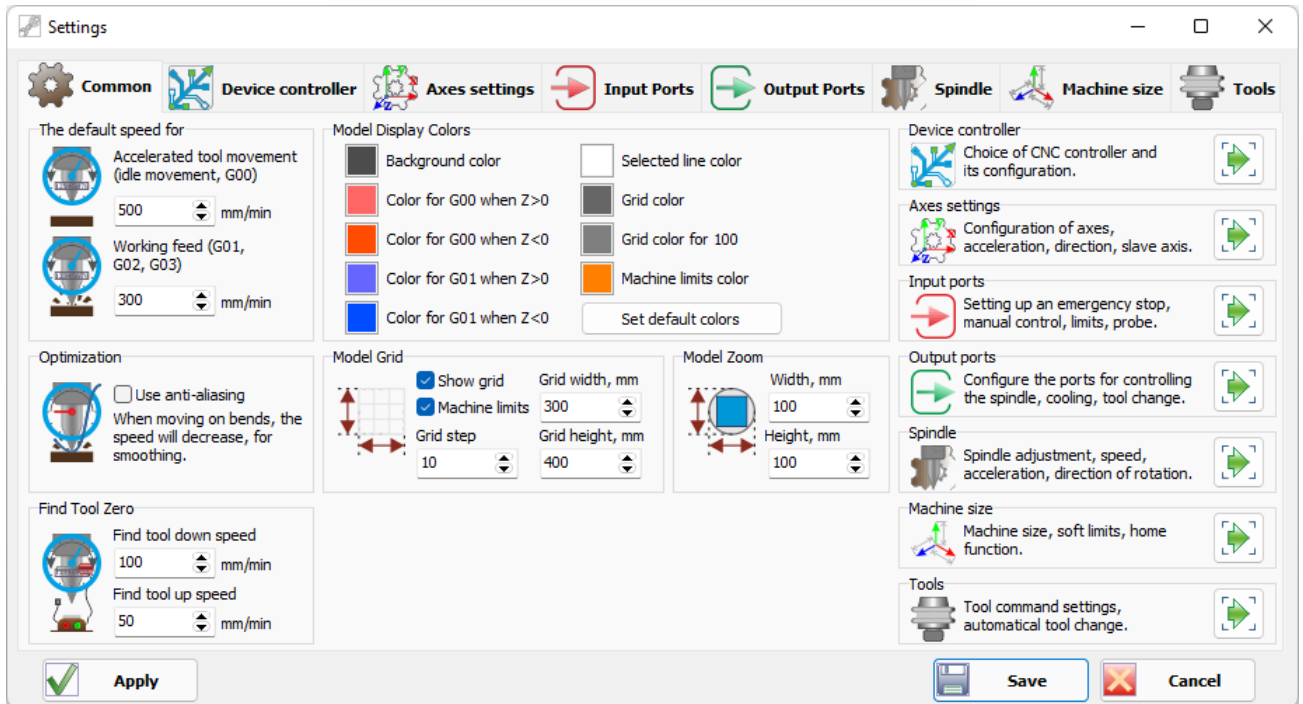 Settings
Common
Device controller
Axes settings
Input Ports
Output Ports
Spindle
Machine size
Tools
The default speed for
Accelerated tool movement
(idle movement, G00)
500
mm/min
Working feed (G01,
G02, G03)
300
mm/min
Model Display Colors
Background color
Selected line color
Color for G00 when Z>0
Grid color
Color for G00 when Z<0
Grid color for 100
Color for G01 when Z>0
Machine limits color
Color for G01 when Z<0
Set default colors
Optimization
Use anti-aliasing
When moving on bends, the
speed will decrease, for
smoothing.
Model Grid
Show grid
Machine limits
Grid width, mm
300
Grid step
10
Grid height, mm
400
Model Zoom
Width, mm
100
Height, mm
100
Find Tool Zero
Find tool down speed
100
mm/min
Find tool up speed
50
mm/min
Device controller
Choice of CNC controller and
its configuration.
Axes settings
Configuration of axes,
acceleration, direction, slave axis.
Input ports
Setting up an emergency stop,
manual control, limits, probe.
Output ports
Configure the ports for controlling
the spindle, cooling, tool change.
Spindle
Spindle adjustment, speed,
acceleration, direction of rotation.
Machine size
Machine size, soft limits, home
function.
Tools
Tool command settings,
automatical tool change.
Apply
Save
Cancel